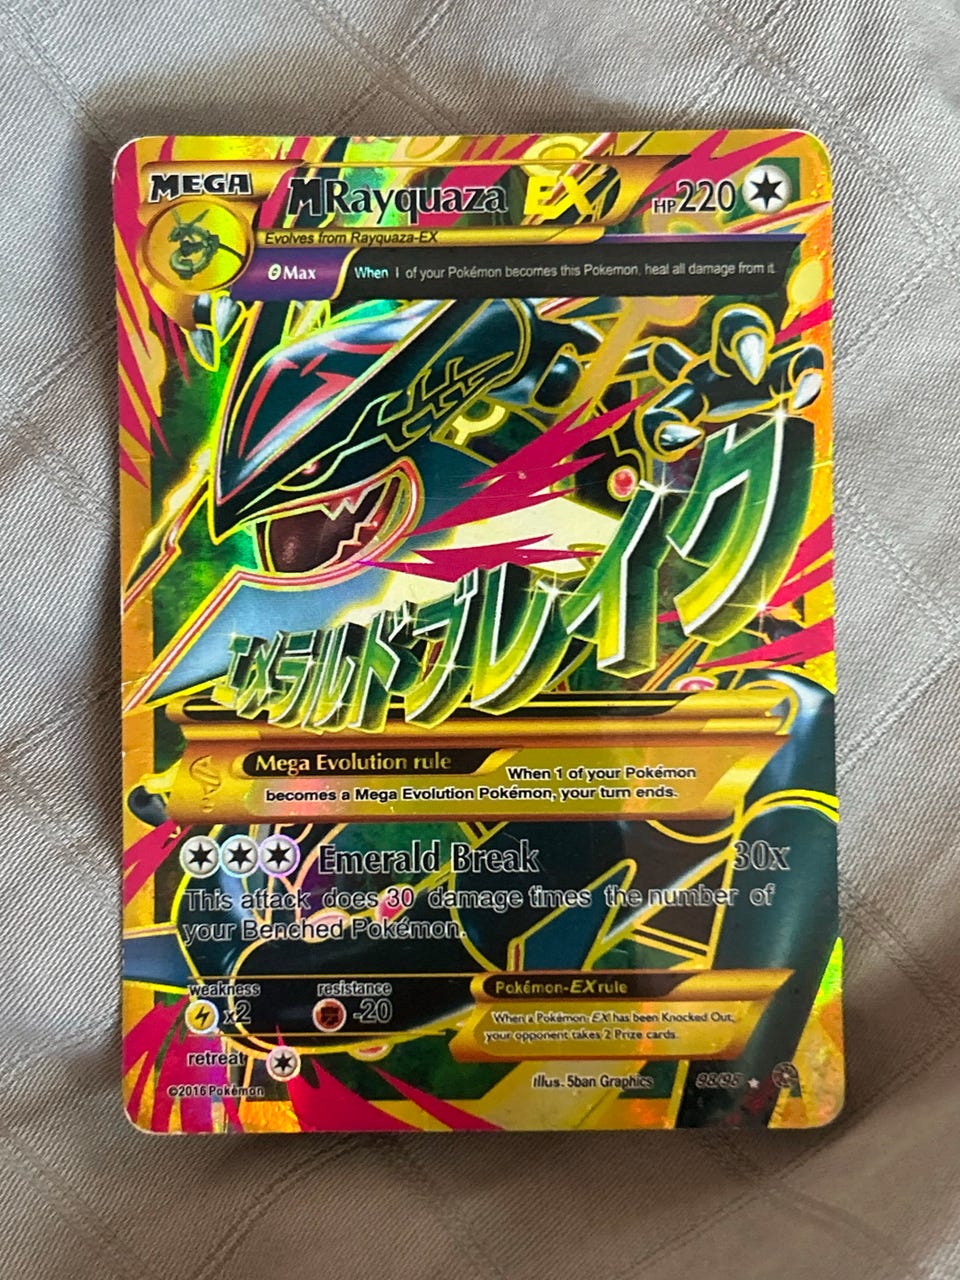 MEGA
MRayquaza EX HP220
Evolves from Rayquaza-EX
θMax When 1 of your Pokémon becomes this Pokemon, heal all damage from it.
エメラルドブレイク
Mega Evolution rule When 1 of your Pokémon
becomes a Mega Evolution Pokémon, your turn ends.
Emerald Break 30x
This attack does 30 damage times the number of
your Benched Pokémon.
weakness resistance
x2 -20
Pokémon-EX rule
When a Pokémon-EX has been Knocked Out,
your opponent takes 2 Prize cards.
retreat
©2016 Pokémon Illus. 5ban Graphics 98/98